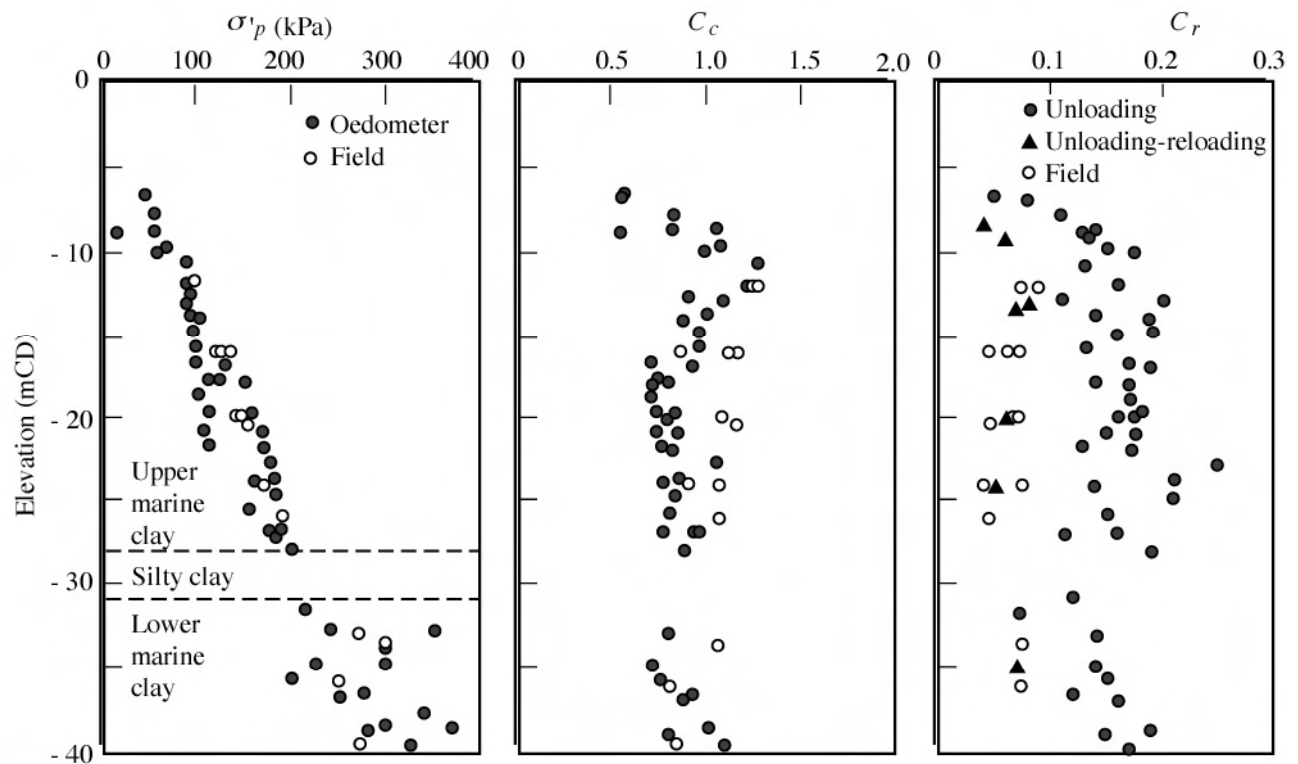 σ'p (kPa)
0 100 200 300 400
Cc
0 0.5 1.0 1.5 2.0
Cr
0 0.1 0.2 0.3
Elevation (mCD)
0
- 10
- 20
- 30
- 40
Oedometer
Field
Upper
marine
clay
Silty clay
Lower
marine
clay
Unloading
Unloading-reloading
Field